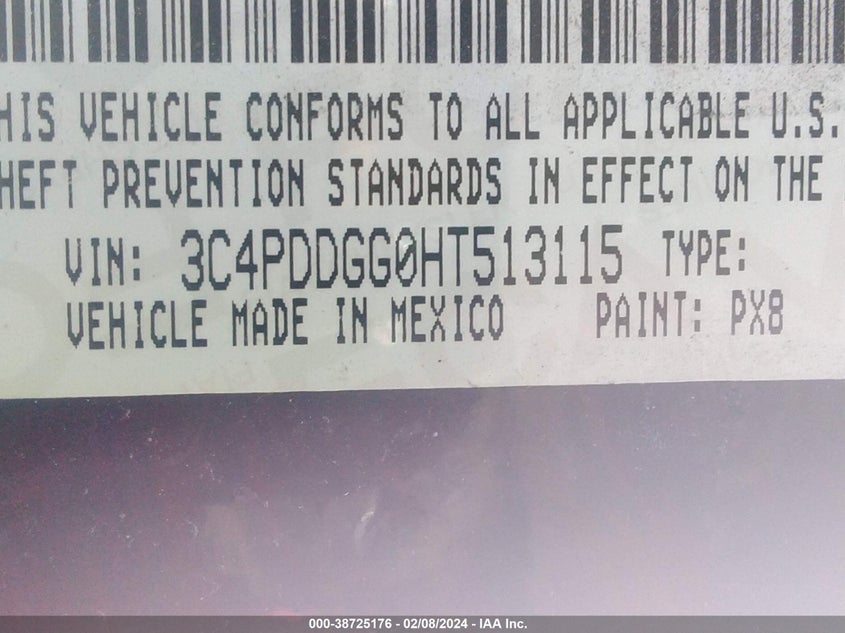 HIS VEHICLE CONFORMS TO ALL APPLICABLE U.S.
HEFT PREVENTION STANDARDS IN EFFECT ON THE
VIN: 3C4PDDGG0HT513115 TYPE:
VEHICLE MADE IN MEXICO PAINT: PX8
000-38725176 - 02/08/2024 - IAA Inc.